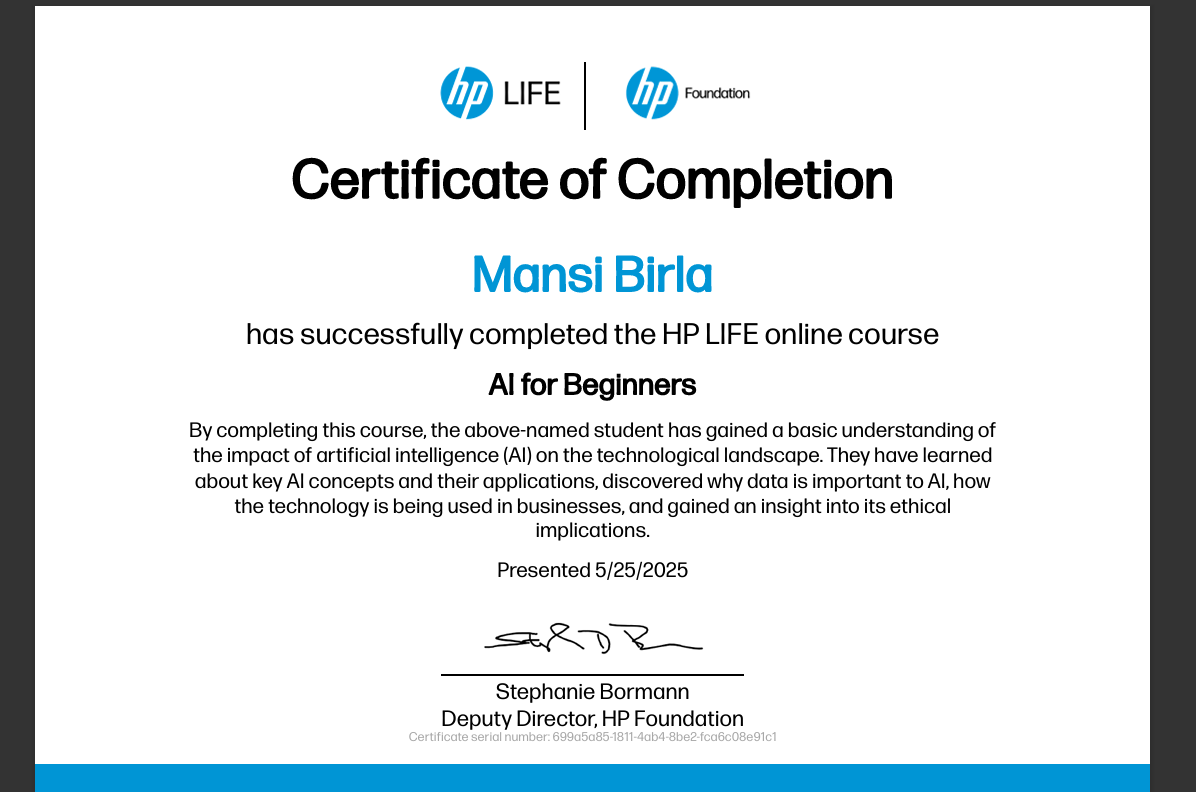 hp LIFE hp Foundation
Certificate of Completion
Mansi Birla
has successfully completed the HP LIFE online course
AI for Beginners
By completing this course, the above-named student has gained a basic understanding of
the impact of artificial intelligence (AI) on the technological landscape. They have learned
about key AI concepts and their applications, discovered why data is important to AI, how
the technology is being used in businesses, and gained an insight into its ethical
implications.
Presented 5/25/2025
Stephanie Bormann
Deputy Director, HP Foundation
Certificate serial number: 699a5a85-1811-4ab4-8be2-fca6c08e91c1